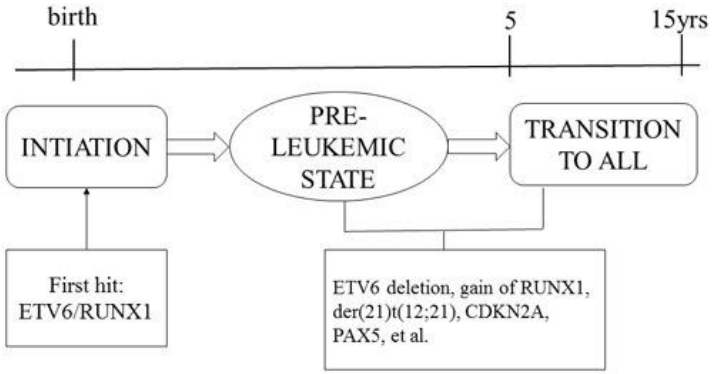 birth
5
15yrs
INTIATION
PRE-
LEUKEMIC
STATE
TRANSITION
TO ALL
First hit:
ETV6/RUNX1
ETV6 deletion, gain of RUNX1,
der(21)t(12;21), CDKN2A,
PAX5, et al.